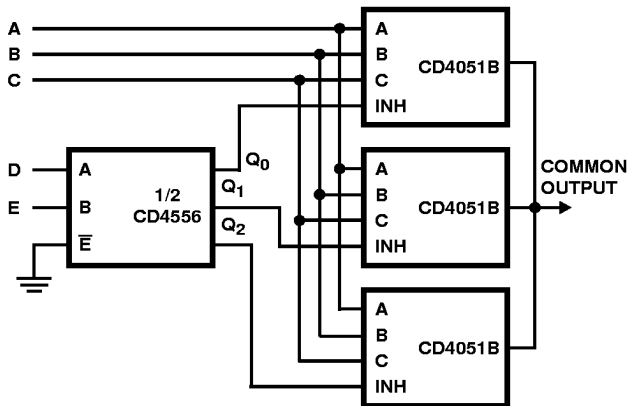 A
B
C
A
B
C
INH
CD4051B
D
E
A
B
E̅
1/2
CD4556
Q0
Q1
Q2
A
B
C
INH
CD4051B
COMMON
OUTPUT
A
B
C
INH
CD4051B